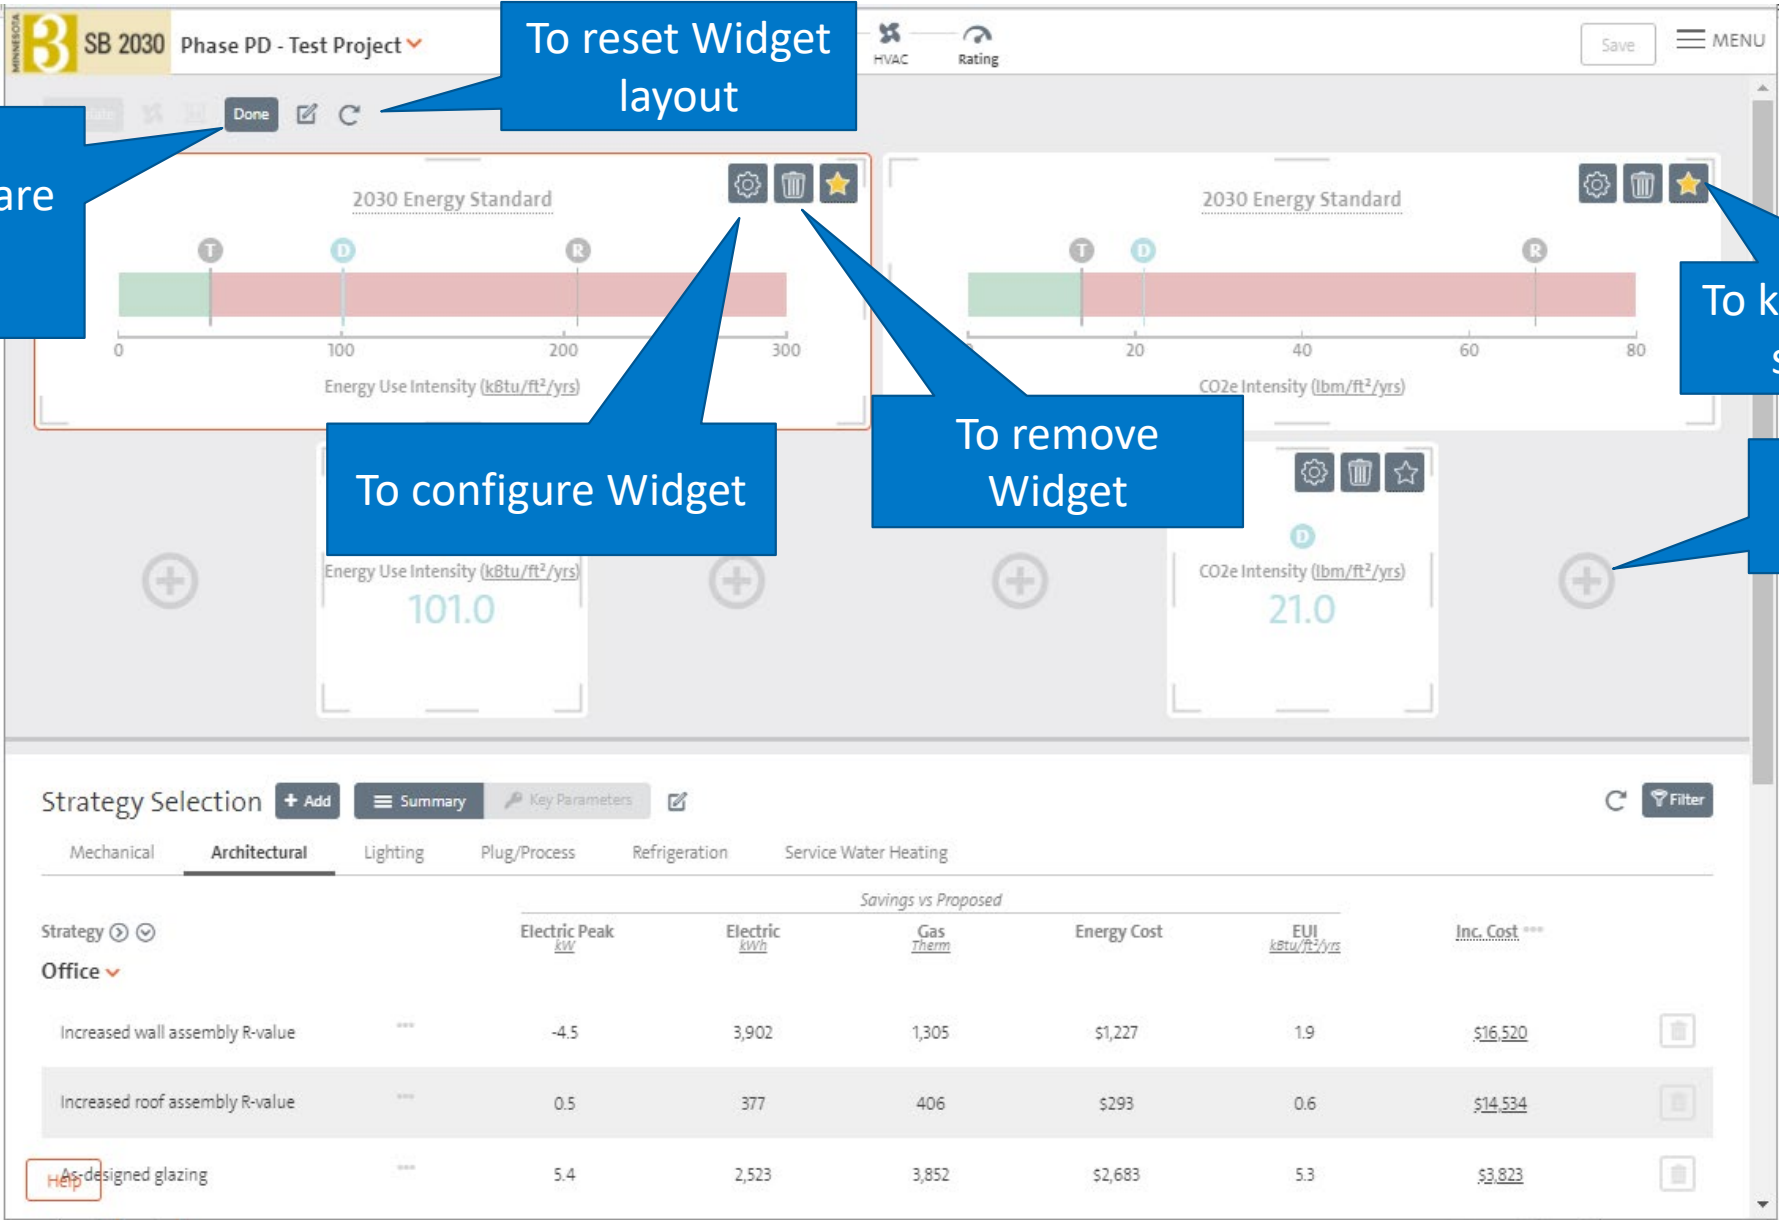 MINNESOTA
B3
SB 2030
Phase PD - Test Project
HVAC
Rating
Save
MENU
To reset Widget
layout
Done
are
2030 Energy Standard
T
D
R
0
100
200
300
Energy Use Intensity (kBtu/ft²/yrs)
2030 Energy Standard
T
D
R
20
40
60
80
CO2e Intensity (lbm/ft²/yrs)
To k
s
To configure Widget
To remove
Widget
Energy Use Intensity (kBtu/ft²/yrs)
101.0
D
CO2e Intensity (lbm/ft²/yrs)
21.0
Strategy Selection
+ Add
Summary
Key Parameters
Filter
Mechanical
Architectural
Lighting
Plug/Process
Refrigeration
Service Water Heating
Savings vs Proposed
Strategy
Electric Peak
kW
Electric
kWh
Gas
Therm
Energy Cost
EUI
kBtu/ft²/yrs
Inc. Cost
Office
Increased wall assembly R-value -4.5 3,902 1,305 $1,227 1.9 $16,520
Increased roof assembly R-value 0.5 377 406 $293 0.6 $14,534
As-designed glazing 5.4 2,523 3,852 $2,683 5.3 $3,823
Help